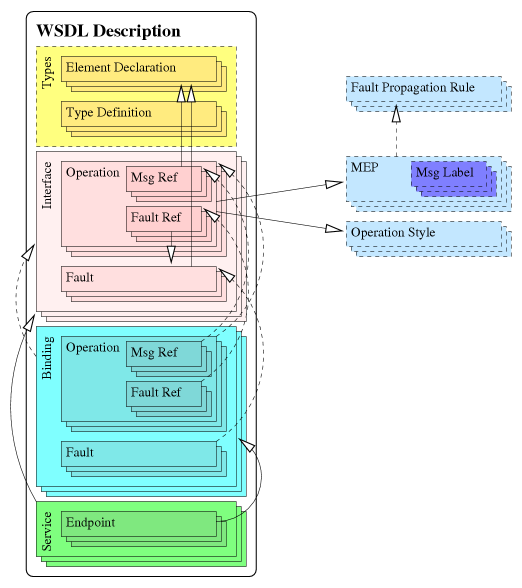 WSDL Description
Types
Element Declaration
Type Definition
Interface
Operation
Msg Ref
Fault Ref
Fault
Binding
Operation
Msg Ref
Fault Ref
Fault
Service
Endpoint
Fault Propagation Rule
MEP
Msg Label
Operation Style